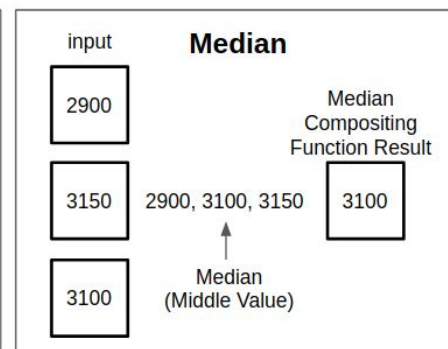 input
Median
2900
Median
Compositing
Function Result
3150
2900, 3100, 3150
3100
Median
(Middle Value)
3100